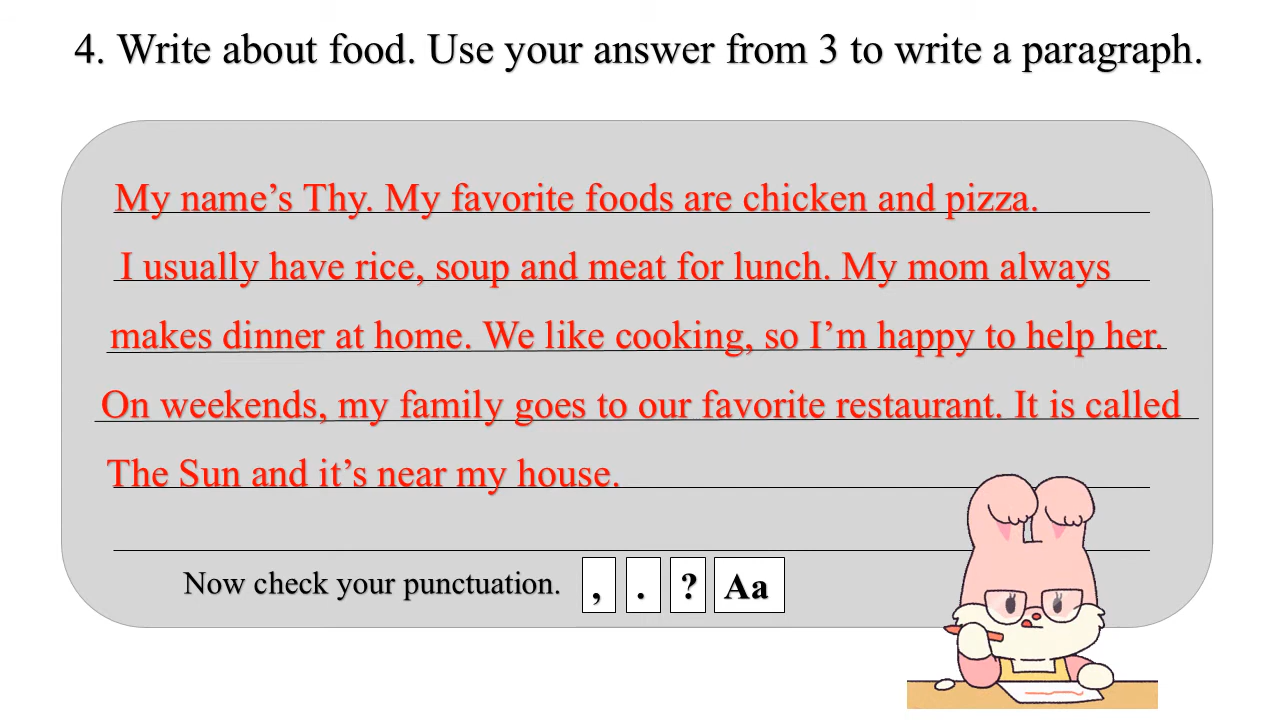 4. Write about food. Use your answer from 3 to write a paragraph.
My name’s Thy. My favorite foods are chicken and pizza.
I usually have rice, soup and meat for lunch. My mom always
makes dinner at home. We like cooking, so I’m happy to help her.
On weekends, my family goes to our favorite restaurant. It is called
The Sun and it’s near my house.
Now check your punctuation. , . ? Aa